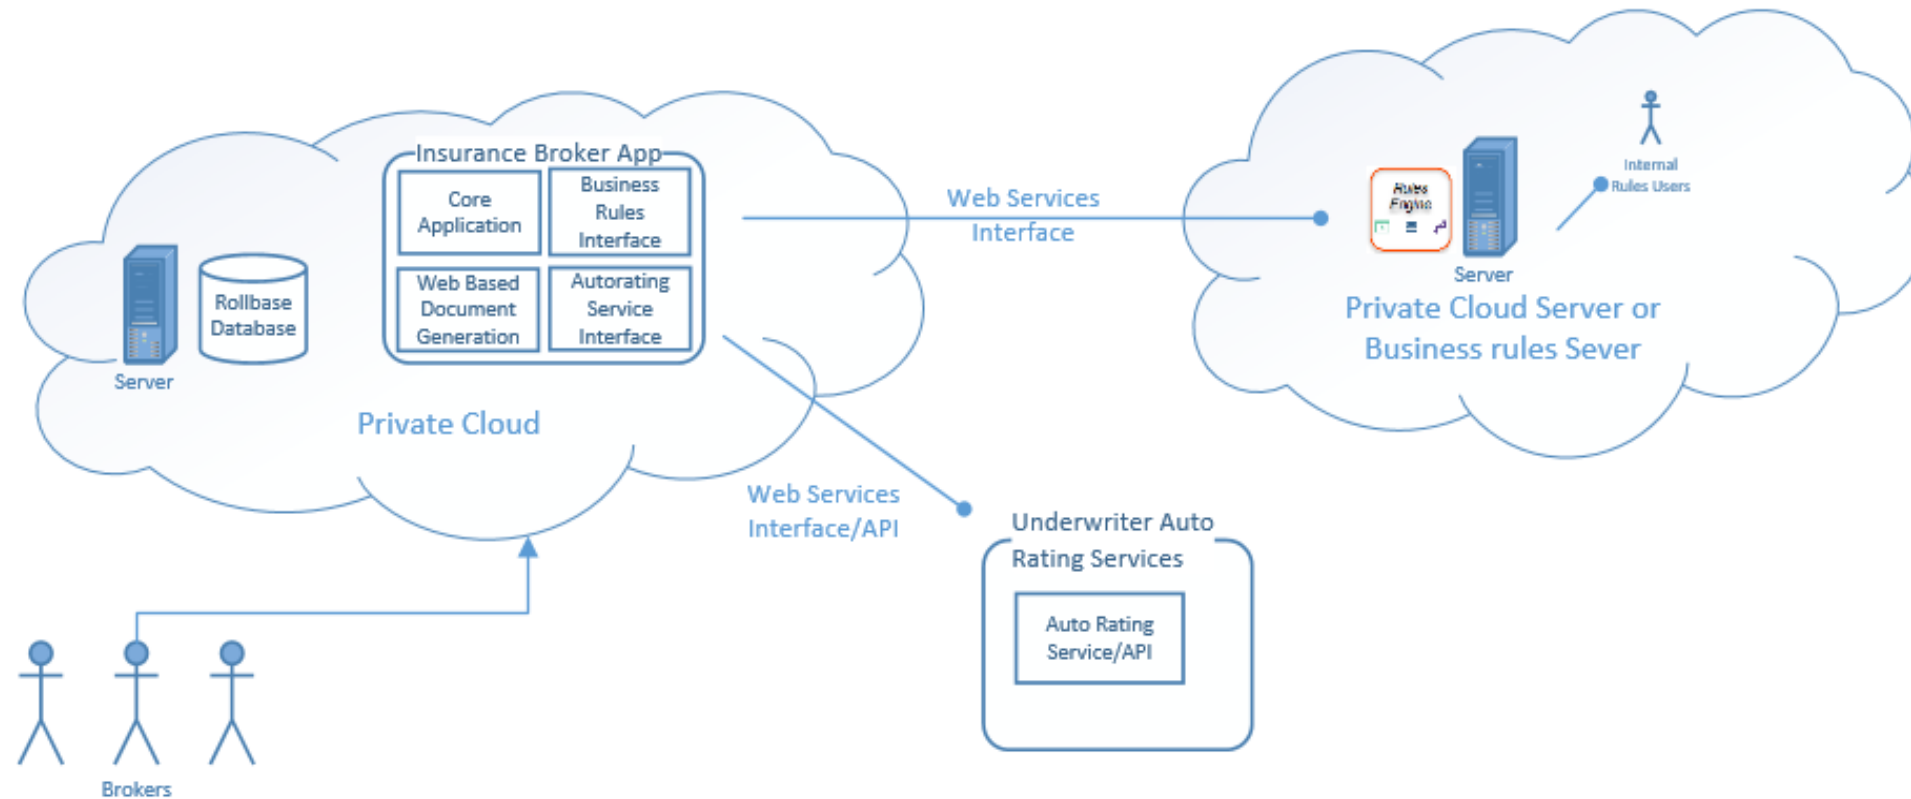 Insurance Broker App
Core
Application
Business
Rules
Interface
Web Based
Document
Generation
Autorating
Service
Interface
Rollbase
Database
Server
Private Cloud
Web Services
Interface
Rules
Engine
Server
Internal
Rules Users
Private Cloud Server or
Business rules Sever
Web Services
Interface/API
Underwriter Auto
Rating Services
Auto Rating
Service/API
Brokers